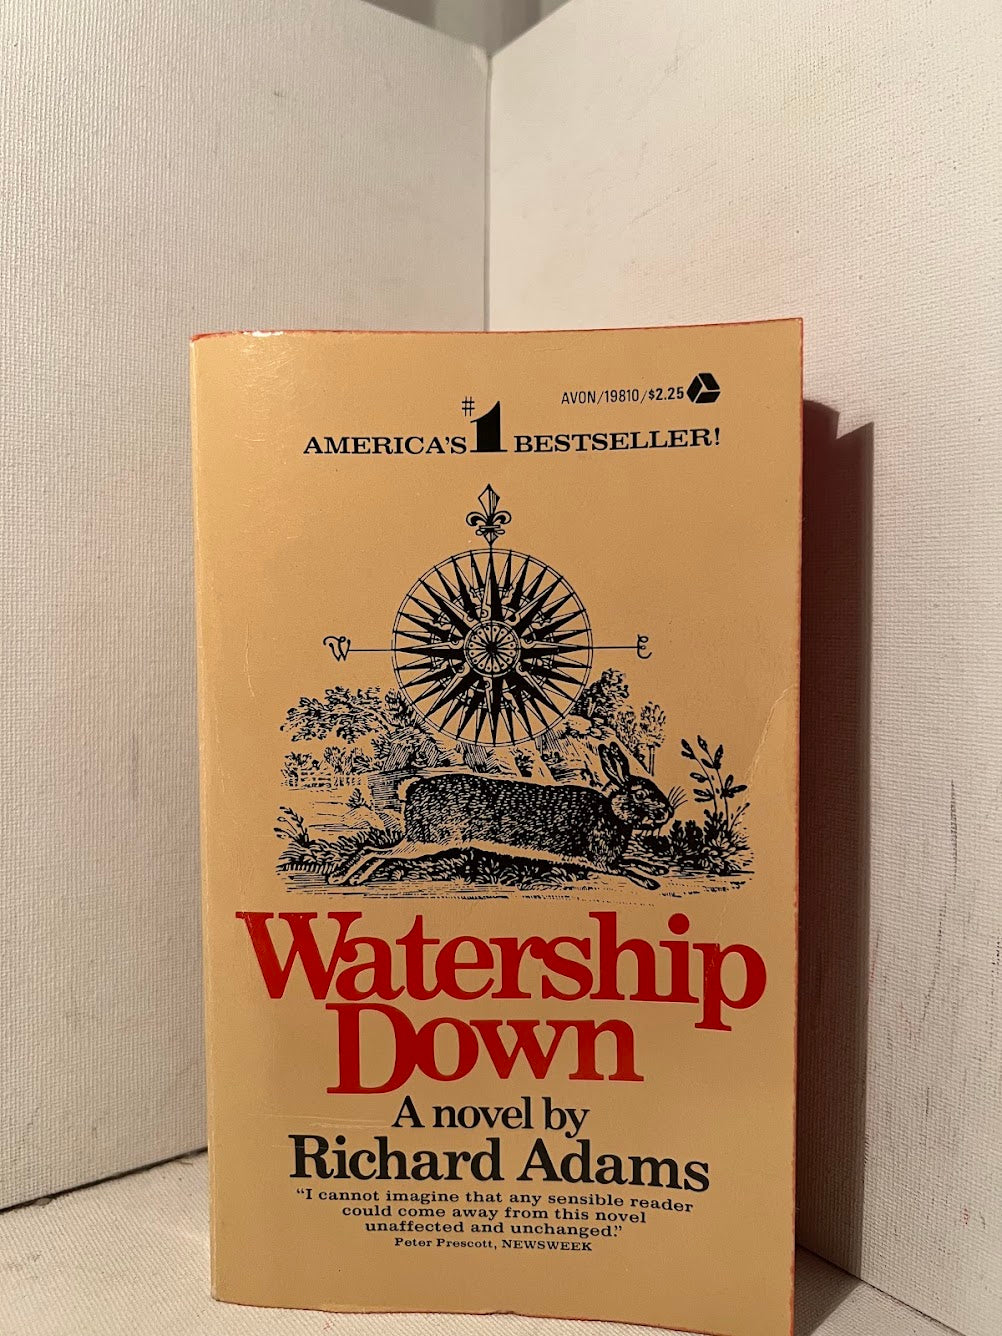 AVON/19810/$2.25
AMERICA'S #1 BESTSELLER!
W E
Watership
Down
A novel by
Richard Adams
“I cannot imagine that any sensible reader
could come away from this novel
unaffected and unchanged.”
Peter Prescott, NEWSWEEK